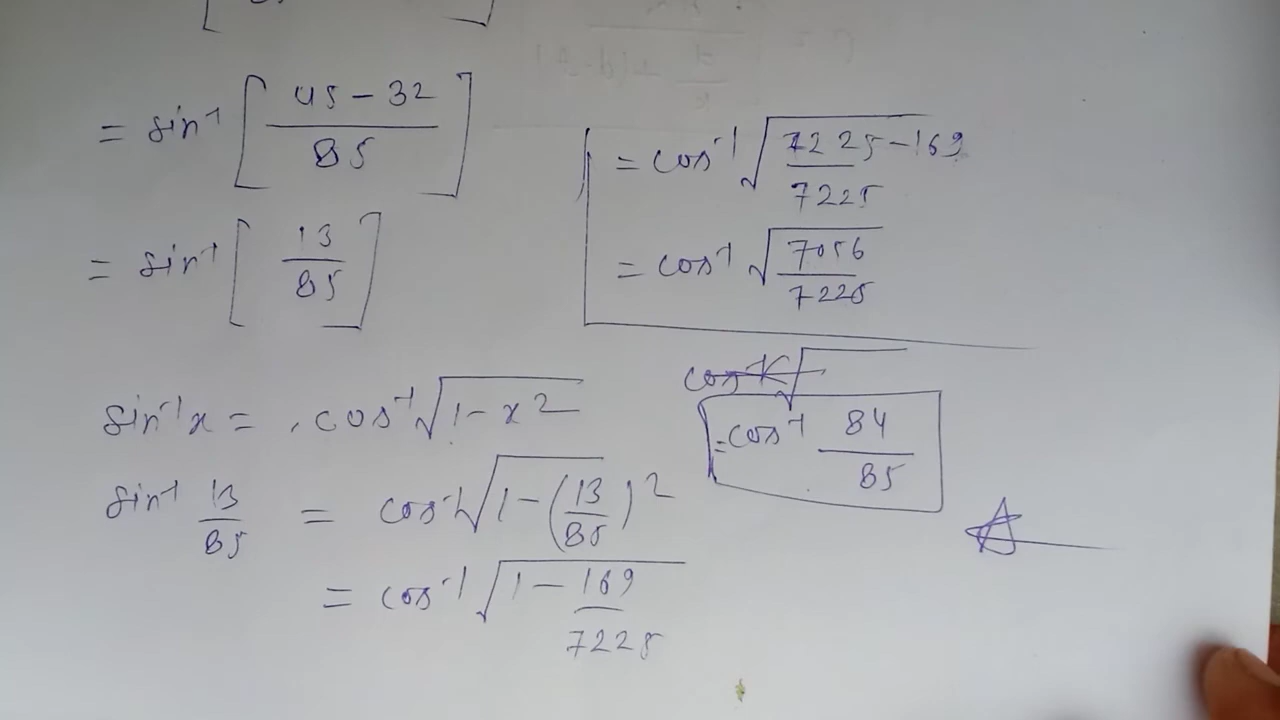 = sin⁻¹ [ (45 - 32) / 85 ]
= sin⁻¹ [ 13 / 85 ]
sin⁻¹x = cos⁻¹ √(1 - x²)
sin⁻¹ 13/85 = cos⁻¹ √(1 - (13/85)²)
= cos⁻¹ √(1 - 169/7225)
= cos⁻¹ √((7225 - 169) / 7225)
= cos⁻¹ √(7056 / 7225)
= cos⁻¹ 84/85